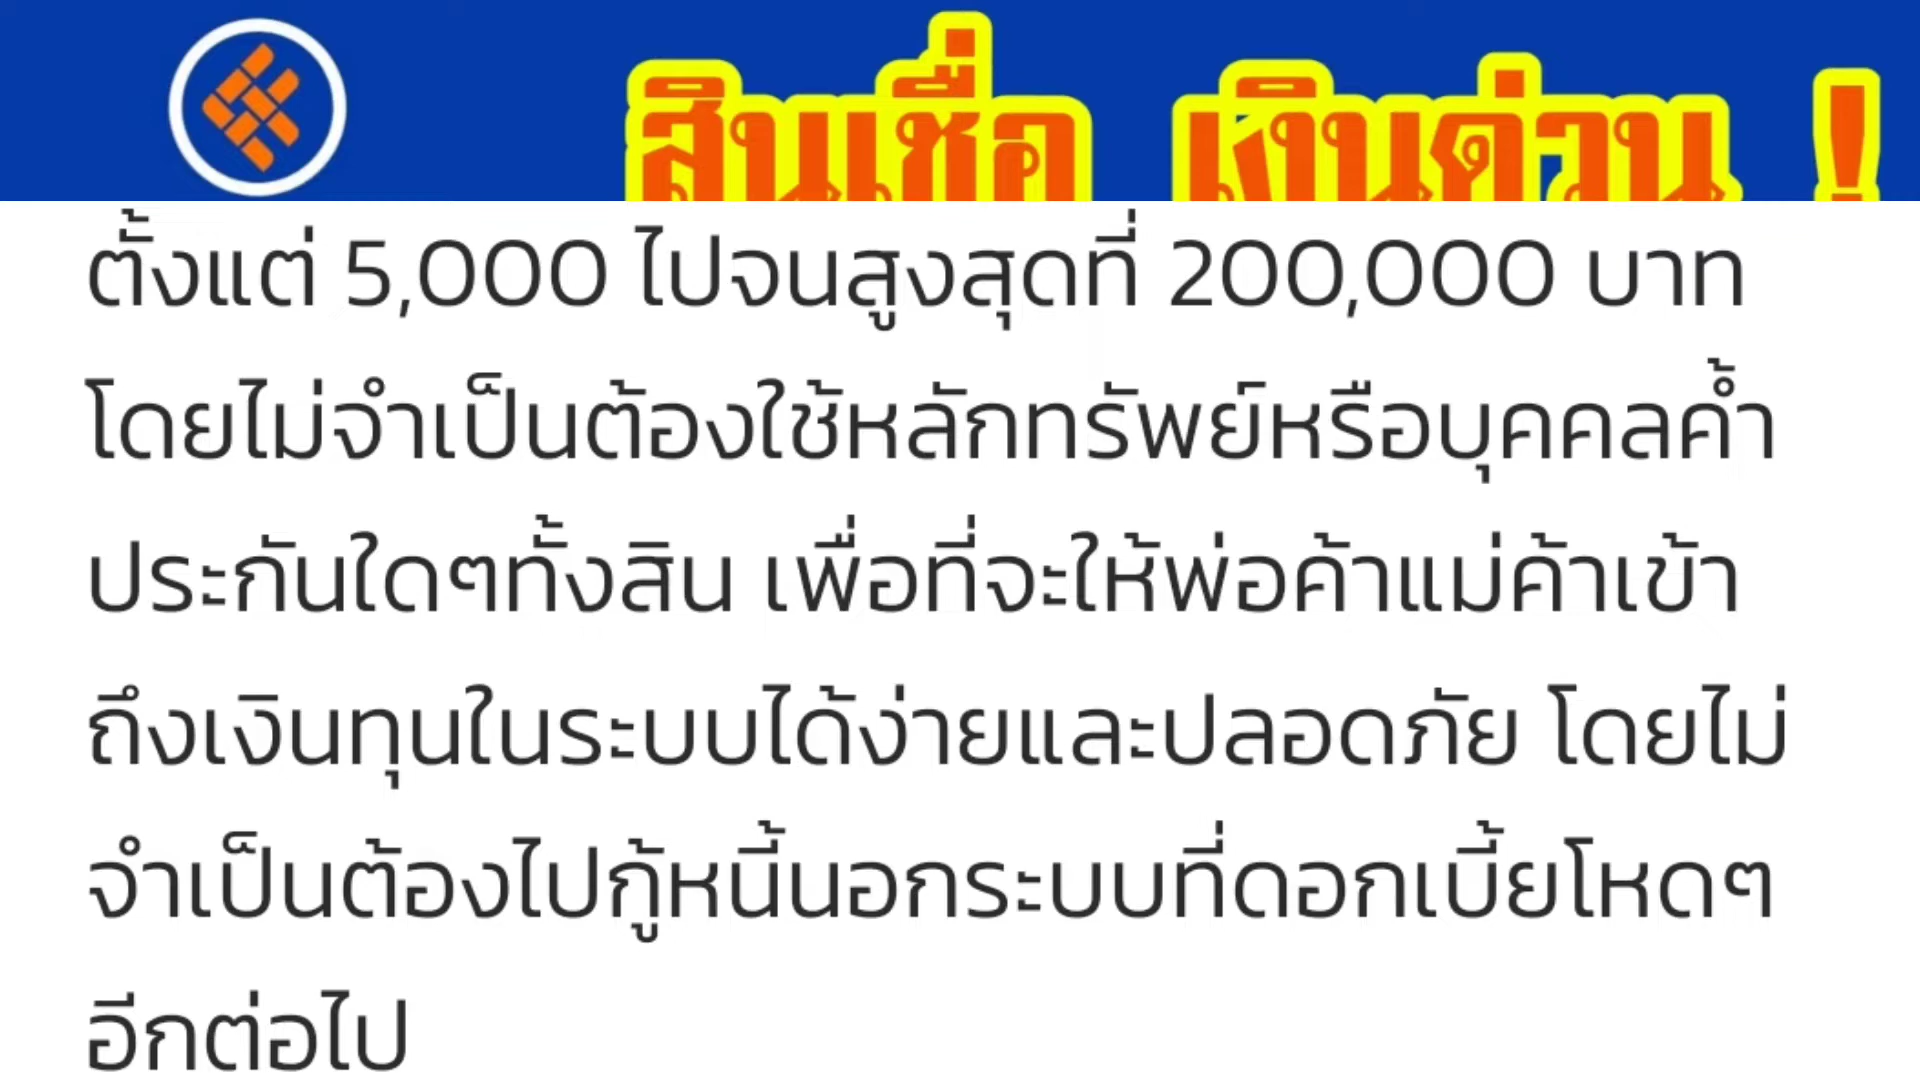 สินเชื่อ เงินด่วน !
ตั้งแต่ 5,000 ไปจนสูงสุดที่ 200,000 บาท
โดยไม่จำเป็นต้องใช้หลักทรัพย์หรือบุคคลค้ำ
ประกันใดๆทั้งสิน เพื่อที่จะให้พ่อค้าแม่ค้าเข้า
ถึงเงินทุนในระบบได้ง่ายและปลอดภัย โดยไม่
จำเป็นต้องไปกู้หนี้นอกระบบที่ดอกเบี้ยโหดๆ
อีกต่อไป